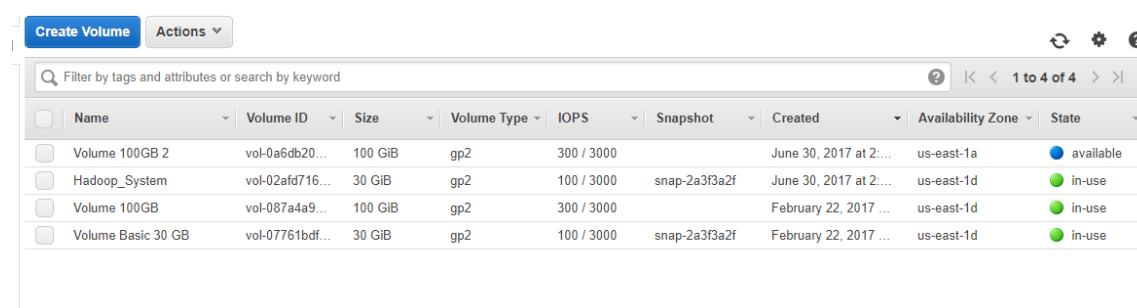 Create Volume Actions
Filter by tags and attributes or search by keyword 1 to 4 of 4
Name Volume ID Size Volume Type IOPS Snapshot Created Availability Zone State
Volume 100GB 2 vol-0a6db20... 100 GiB gp2 300 / 3000 June 30, 2017 at 2:... us-east-1a available
Hadoop_System vol-02afd716... 30 GiB gp2 100 / 3000 snap-2a3f3a2f June 30, 2017 at 2:... us-east-1d in-use
Volume 100GB vol-087a4a9... 100 GiB gp2 300 / 3000 February 22, 2017 ... us-east-1d in-use
Volume Basic 30 GB vol-07761bdf... 30 GiB gp2 100 / 3000 snap-2a3f3a2f February 22, 2017 ... us-east-1d in-use